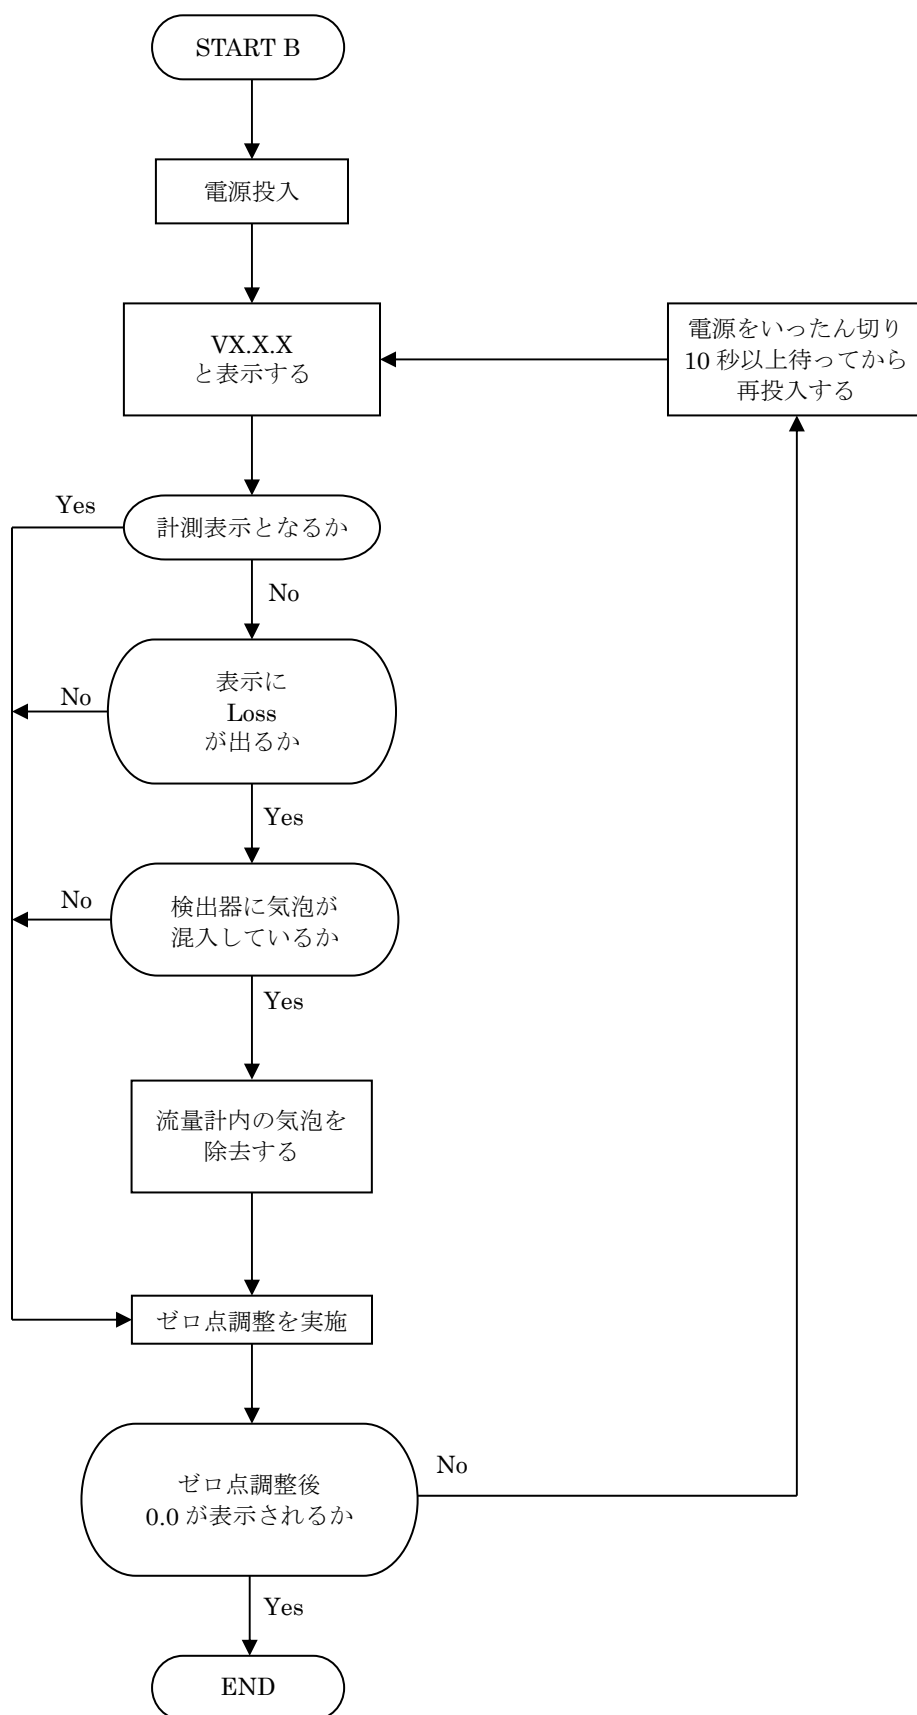 START B
電源投入
VX.X.X
と表示する
電源をいったん切り
10 秒以上待ってから
再投入する
Yes
計測表示となるか
No
表示に
Loss
が出るか
No
Yes
検出器に気泡が
混入しているか
No
Yes
流量計内の気泡を
除去する
ゼロ点調整を実施
ゼロ点調整後
0.0 が表示されるか
No
Yes
END